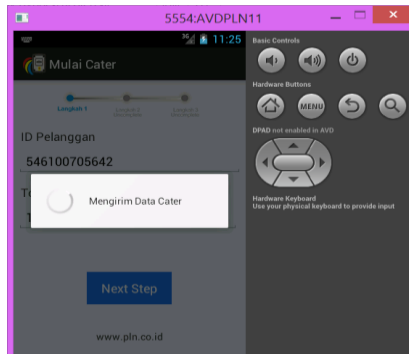 5554:AVDPLN11
3G
11:25
Mulai Cater
Langkah 1
ID Pelanggan
546100705642
Mengirim Data Cater
Next Step
www.pln.co.id
Basic Controls
Hardware Buttons
MENU
DPAD not enabled in AVD
Hardware Keyboard
Use your physical keyboard to provide input